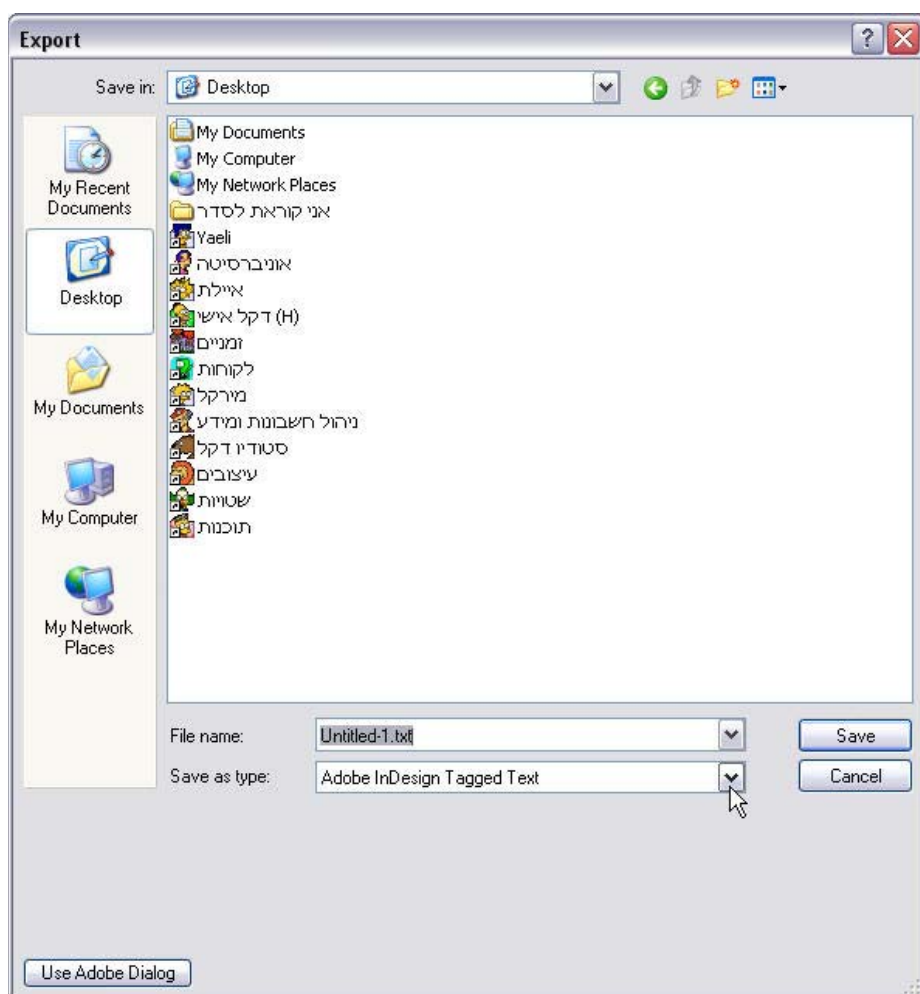 Export
Save in:
Desktop
My Recent
Documents
Desktop
My Documents
My Computer
My Network
Places
My Documents
My Computer
My Network Places
אני קוראת לסדר
Yaeli
אוניברסיטה
איילת
דקל אישי (H)
זמניים
לקוחות
מירקל
ניהול חשבונות ומידע
סטודיו דקל
עיצובים
שטויות
תוכנות
File name:
Untitled-1.txt
Save
Save as type:
Adobe InDesign Tagged Text
Cancel
Use Adobe Dialog